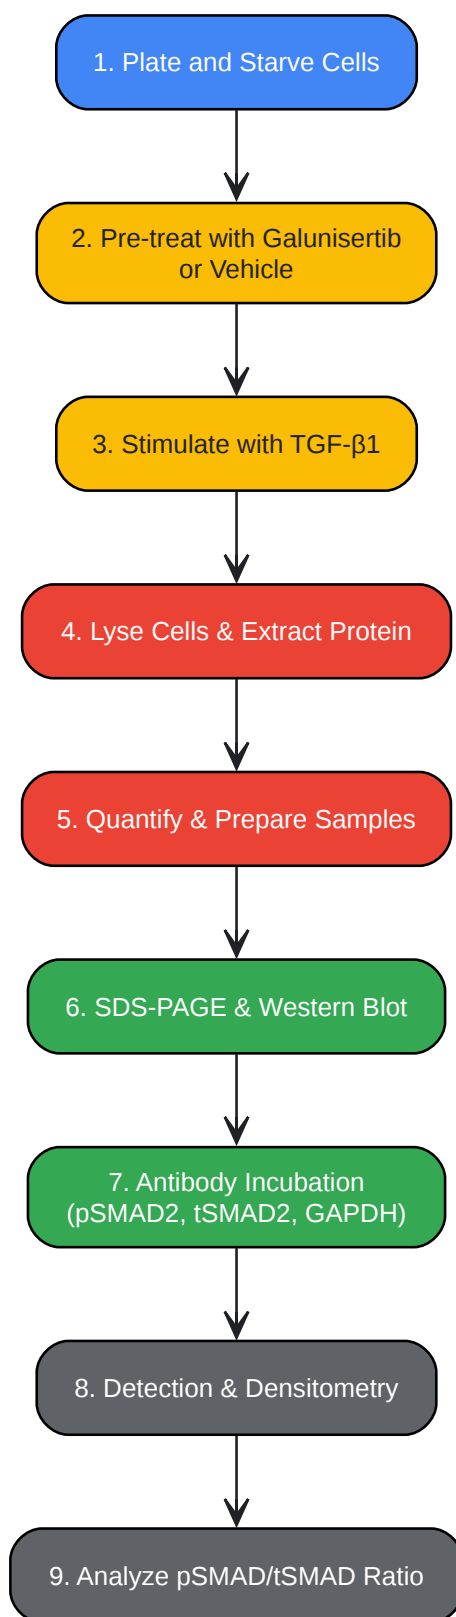 1. Plate and Starve Cells
2. Pre-treat with Galunisertib
or Vehicle
3. Stimulate with TGF-β1
4. Lyse Cells & Extract Protein
5. Quantify & Prepare Samples
6. SDS-PAGE & Western Blot
7. Antibody Incubation
(pSMAD2, tSMAD2, GAPDH)
8. Detection & Densitometry
9. Analyze pSMAD/tSMAD Ratio